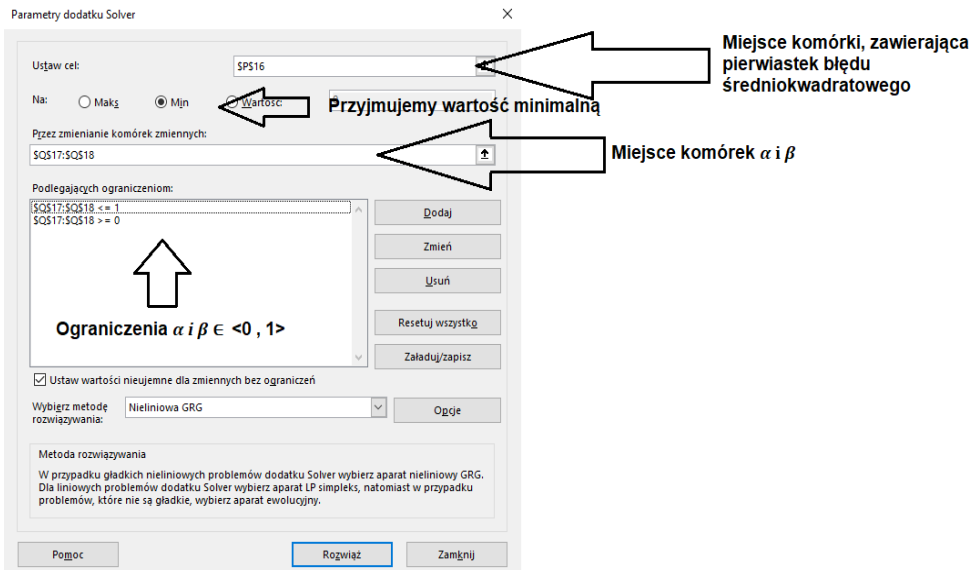 Parametry dodatku Solver
Ustaw cel:
$P$16
Miejsce komórki, zawierająca
pierwiastek błędu
średniokwadratowego
Na:
Maks
Min
Wartość:
Przyjmujemy wartość minimalną
Przez zmienianie komórek zmiennych:
$Q$17:$Q$18
Miejsce komórek α i β
Podlegających ograniczeniom:
$Q$17:$Q$18 <= 1
$Q$17:$Q$18 >= 0
Dodaj
Zmień
Usuń
Resetuj wszystko
Załaduj/zapisz
Ograniczenia α i β ∈ <0 , 1>
Ustaw wartości nieujemne dla zmiennych bez ograniczeń
Wybierz metodę
rozwiązywania:
Nieliniowa GRG
Opcje
Metoda rozwiązywania
W przypadku gładkich nieliniowych problemów dodatku Solver wybierz aparat nieliniowy GRG.
Dla liniowych problemów dodatku Solver wybierz aparat LP simpleks, natomiast w przypadku
problemów, które nie są gładkie, wybierz aparat ewolucyjny.
Pomoc
Rozwiąż
Zamknij